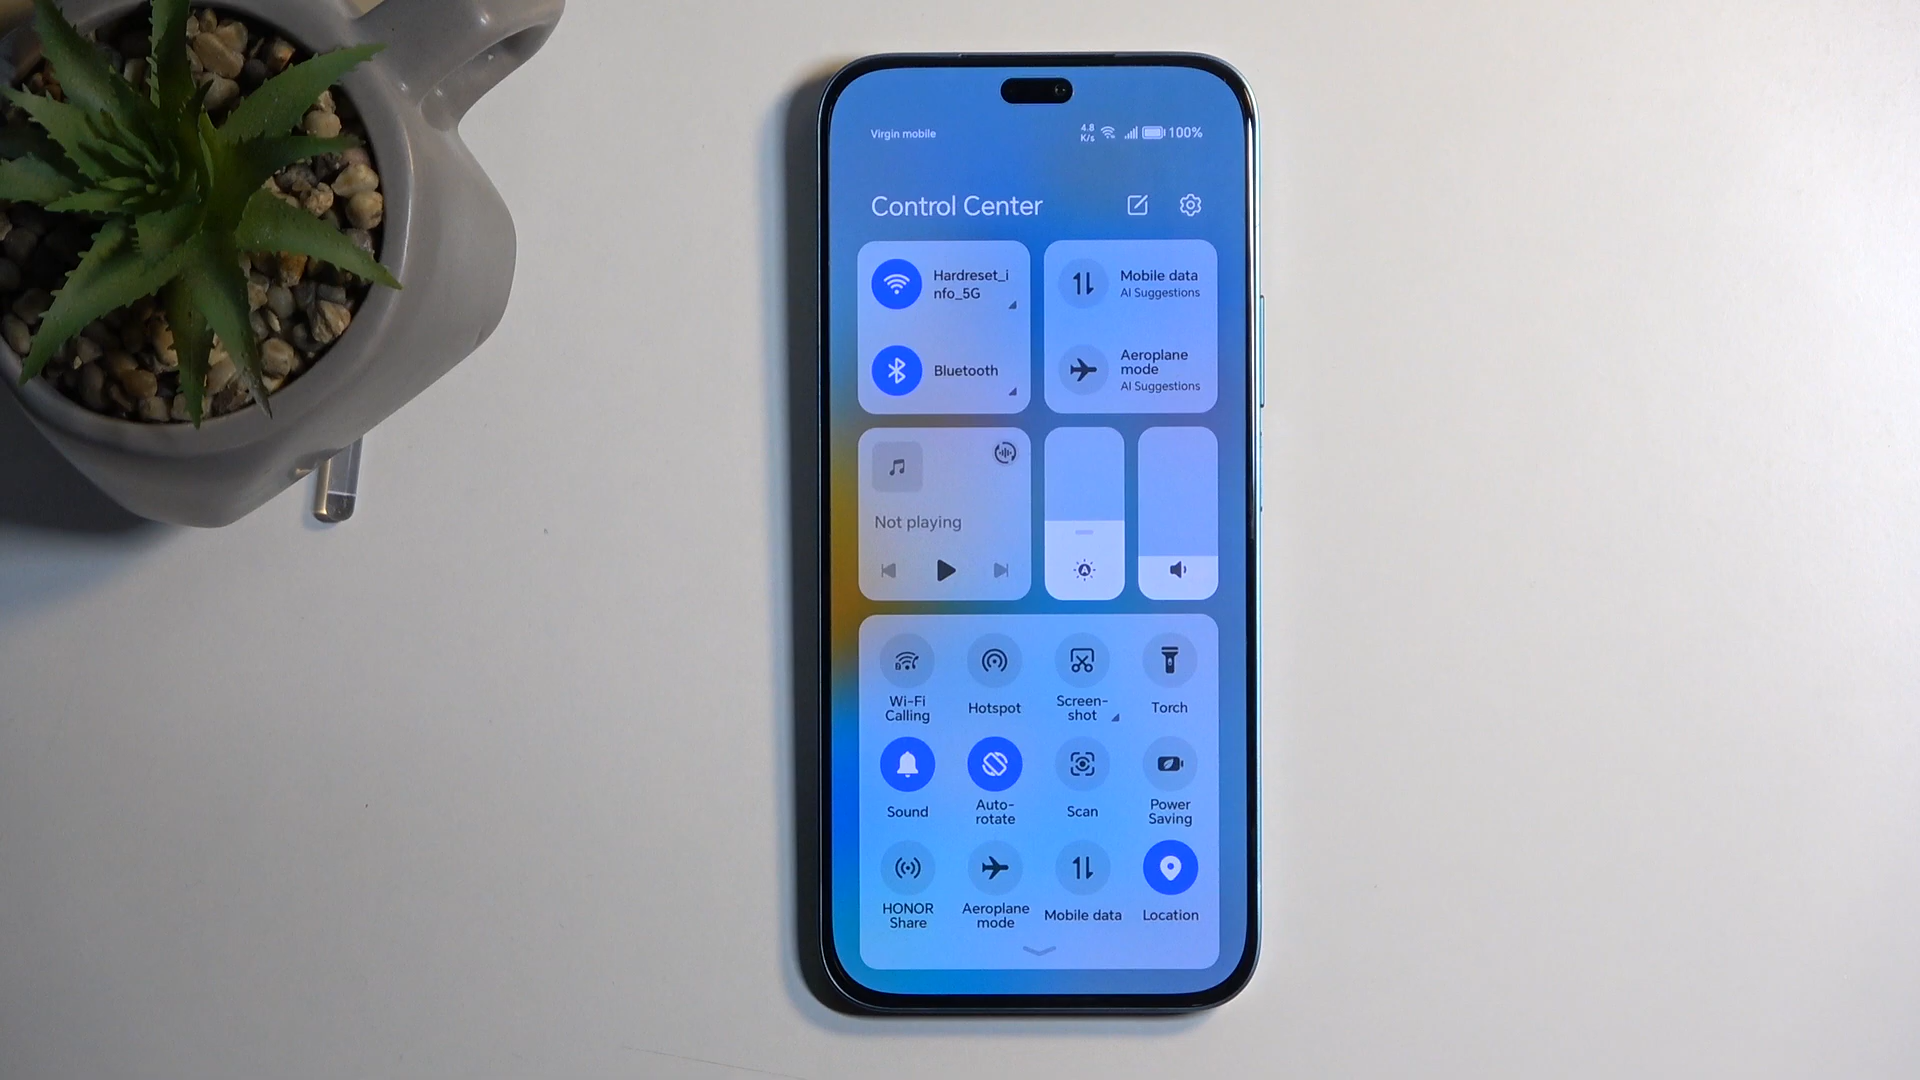 Virgin mobile
4.8
K/s
100%
Control Center
Hardreset_i
nfo_5G
Mobile data
AI Suggestions
Bluetooth
Aeroplane
mode
AI Suggestions
Not playing
A
Wi-Fi
Calling
Hotspot
Screen-
shot
Torch
Sound
Auto-
rotate
Scan
Power
Saving
HONOR
Share
Aeroplane
mode
Mobile data
Location